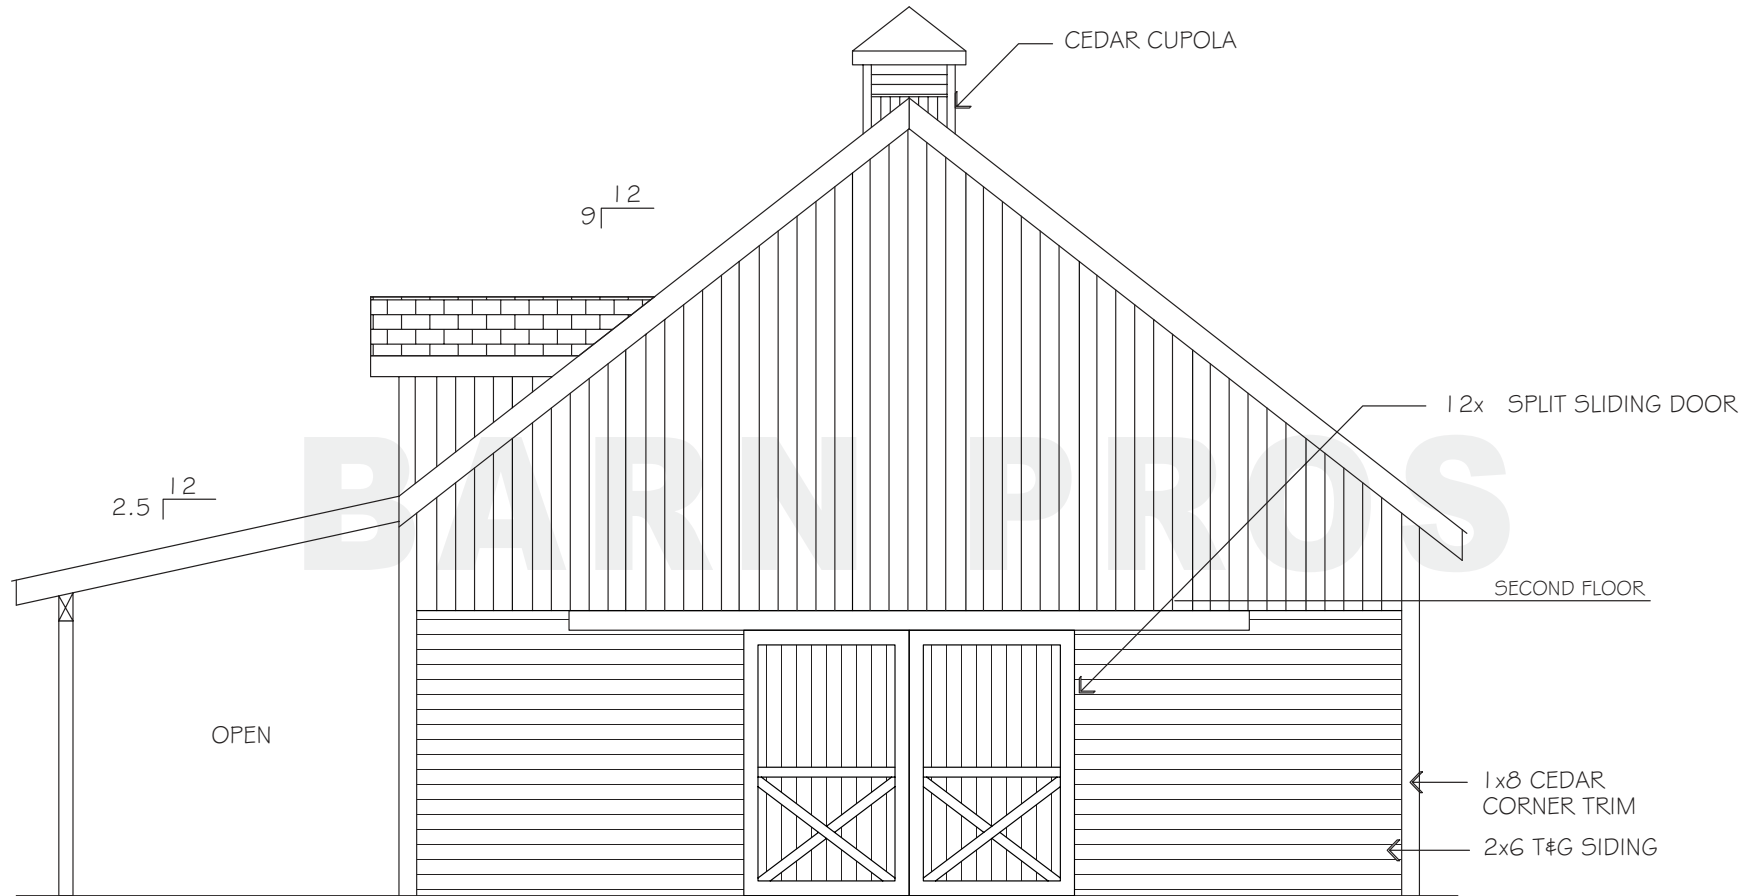 CEDAR CUPOLA
12
9
12x SPLIT SLIDING DOOR
12
2.5
BARN PROS
SECOND FLOOR
OPEN
1x8 CEDAR
CORNER TRIM
2x6 T&G SIDING